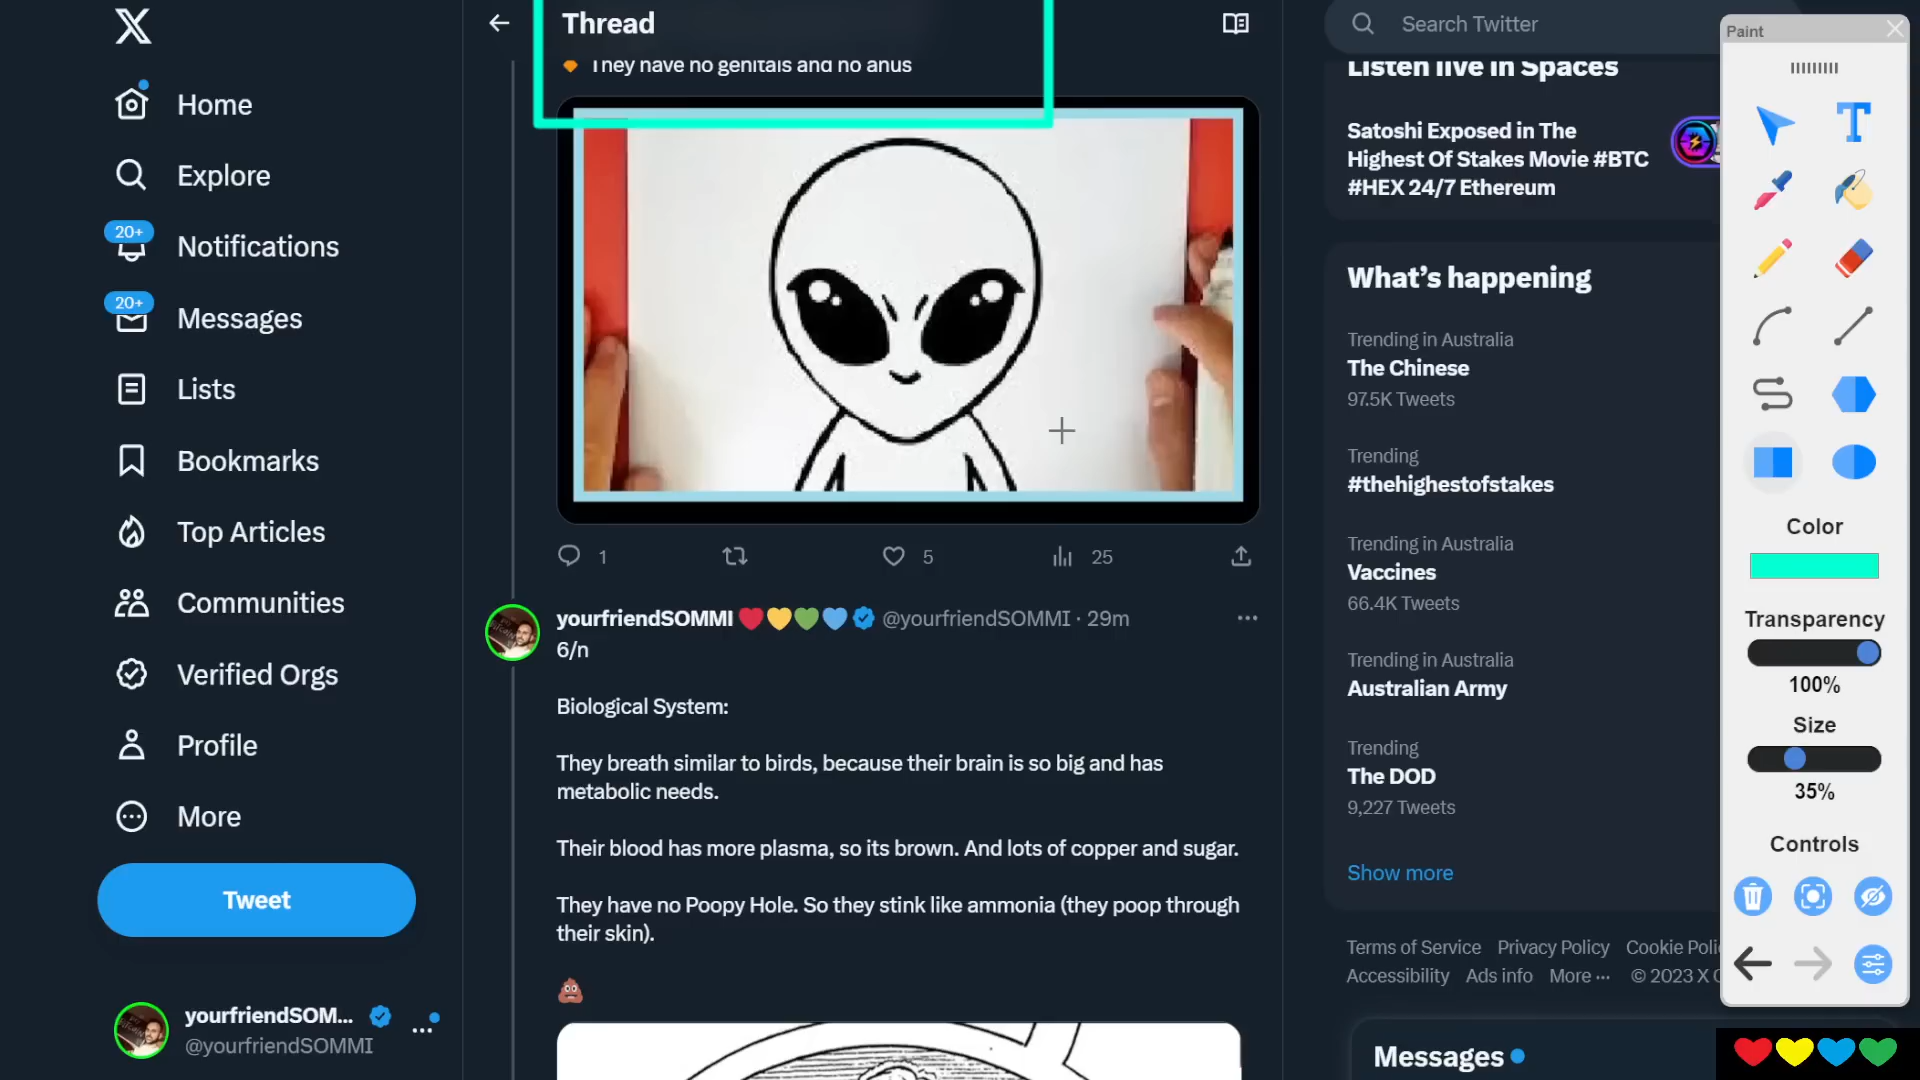 Thread
They have no genitals and no anus
Home
Explore
20+
Notifications
20+
Messages
Lists
Bookmarks
Top Articles
Communities
Verified Orgs
Profile
More
Tweet
yourfriendSOM...
@yourfriendSOMMI
1
5
25
yourfriendSOMMI @yourfriendSOMMI · 29m
6/n
Biological System:
They breath similar to birds, because their brain is so big and has
metabolic needs.
Their blood has more plasma, so its brown. And lots of copper and sugar.
They have no Poopy Hole. So they stink like ammonia (they poop through
their skin).
Search Twitter
Listen live in Spaces
Satoshi Exposed in The
Highest Of Stakes Movie #BTC
#HEX 24/7 Ethereum
What's happening
Trending in Australia
The Chinese
97.5K Tweets
Trending
#thehighestofstakes
Trending in Australia
Vaccines
66.4K Tweets
Trending in Australia
Australian Army
Trending
The DOD
9,227 Tweets
Show more
Terms of Service Privacy Policy Cookie
Accessibility Ads info More ··· © 2023 X
Messages
Paint
T
Color
Transparency
100%
Size
35%
Controls